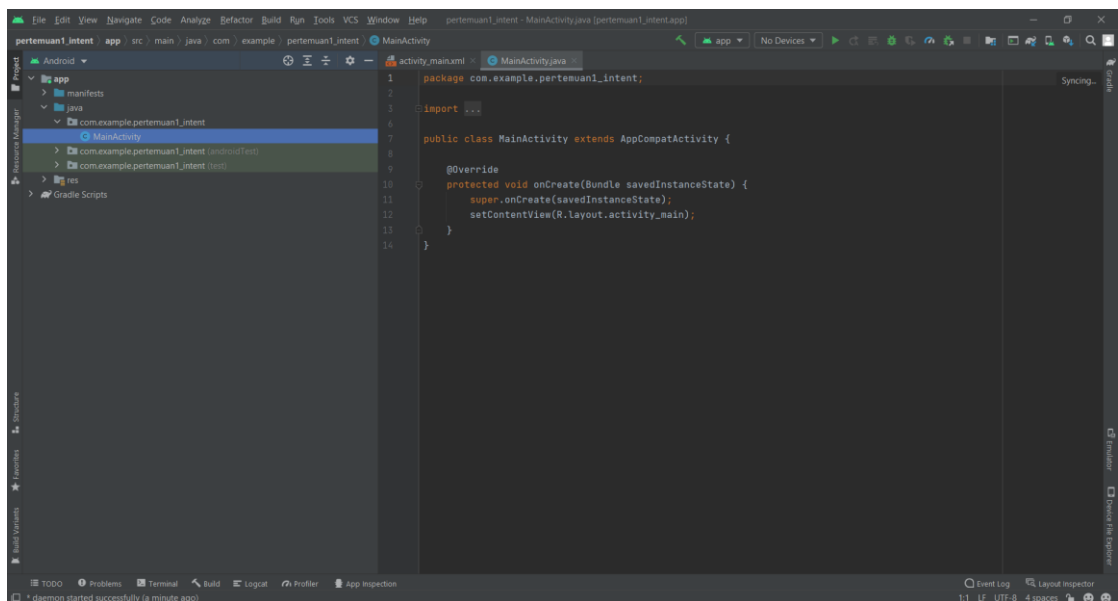 File Edit View Navigate Code Analyze Refactor Build Run Tools VCS Window Help pertemuan1_intent - MainActivity.java [pertemuan1_intent.app]
pertemuan1_intent app src main java com example pertemuan1_intent MainActivity
app No Devices
Android
activity_main.xml MainActivity.java
Project
Resource Manager
Structure
Favorites
Build Variants
app
manifests
java
com.example.pertemuan1_intent
MainActivity
com.example.pertemuan1_intent (androidTest)
com.example.pertemuan1_intent (test)
res
Gradle Scripts
1 package com.example.pertemuan1_intent;
2
3 import ...
6
7 public class MainActivity extends AppCompatActivity {
8
9 @Override
10 protected void onCreate(Bundle savedInstanceState) {
11 super.onCreate(savedInstanceState);
12 setContentView(R.layout.activity_main);
13 }
14 }
Syncing...
Gradle
Emulator
Device File Explorer
TODO Problems Terminal Build Logcat Profiler App Inspection
Event Log Layout Inspector
* daemon started successfully (a minute ago)
1:1 LF UTF-8 4 spaces